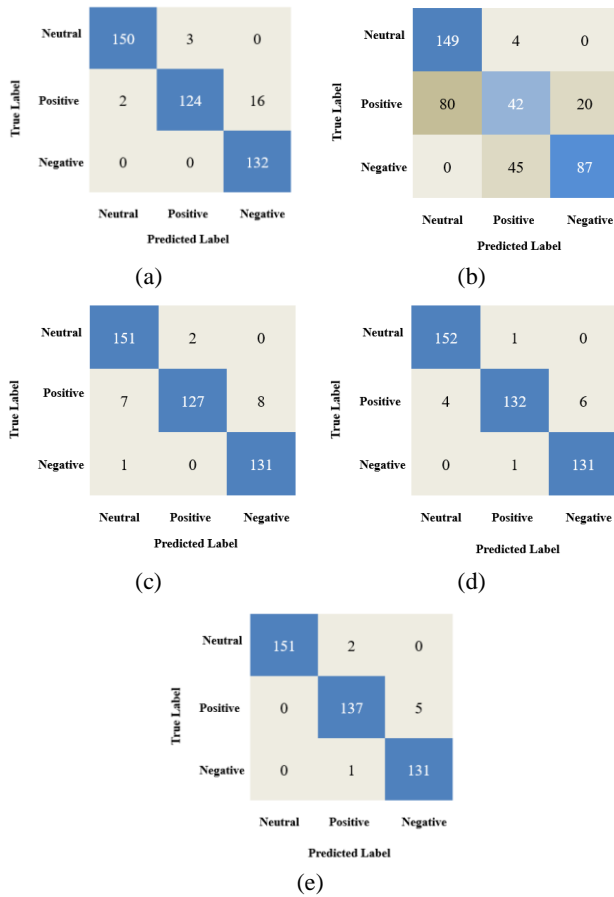 Neutral 150 3 0
Positive 2 124 16
Negative 0 0 132
True Label
Neutral Positive Negative
Predicted Label
(a)
Neutral 149 4 0
Positive 80 42 20
Negative 0 45 87
True Label
Neutral Positive Negative
Predicted Label
(b)
Neutral 151 2 0
Positive 7 127 8
Negative 1 0 131
True Label
Neutral Positive Negative
Predicted Label
(c)
Neutral 152 1 0
Positive 4 132 6
Negative 0 1 131
True Label
Neutral Positive Negative
Predicted Label
(d)
Neutral 151 2 0
Positive 0 137 5
Negative 0 1 131
True Label
Neutral Positive Negative
Predicted Label
(e)